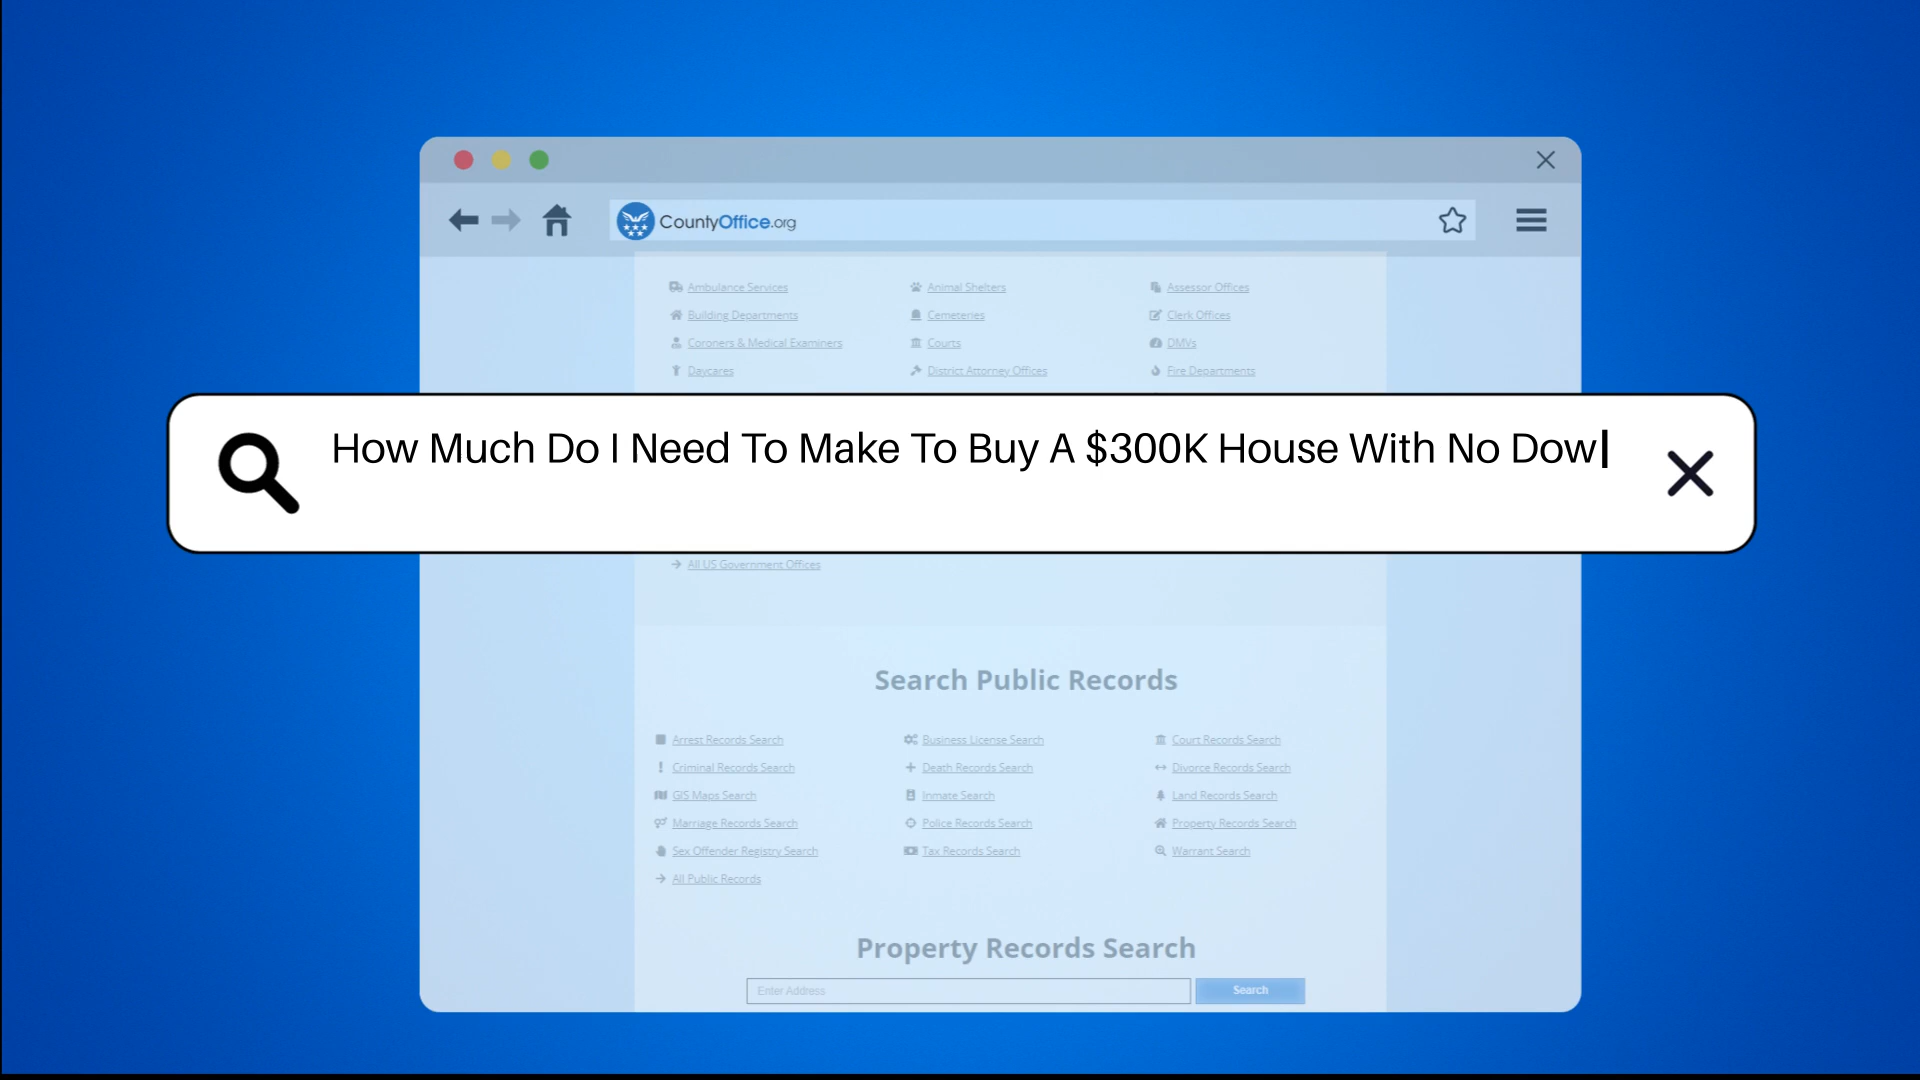 CountyOffice.org
Ambulance Services Animal Shelters Assessor Offices
Building Departments Cemeteries Clerk Offices
Coroners & Medical Examiners Courts DMVs
Daycares District Attorney Offices Fire Departments
How Much Do I Need To Make To Buy A $300K House With No Dow
All US Government Offices
Search Public Records
Arrest Records Search Business License Search Court Records Search
Criminal Records Search Death Records Search Divorce Records Search
GIS Maps Search Inmate Search Land Records Search
Marriage Records Search Police Records Search Property Records Search
Sex Offender Registry Search Tax Records Search Warrant Search
All Public Records
Property Records Search
Enter Address Search